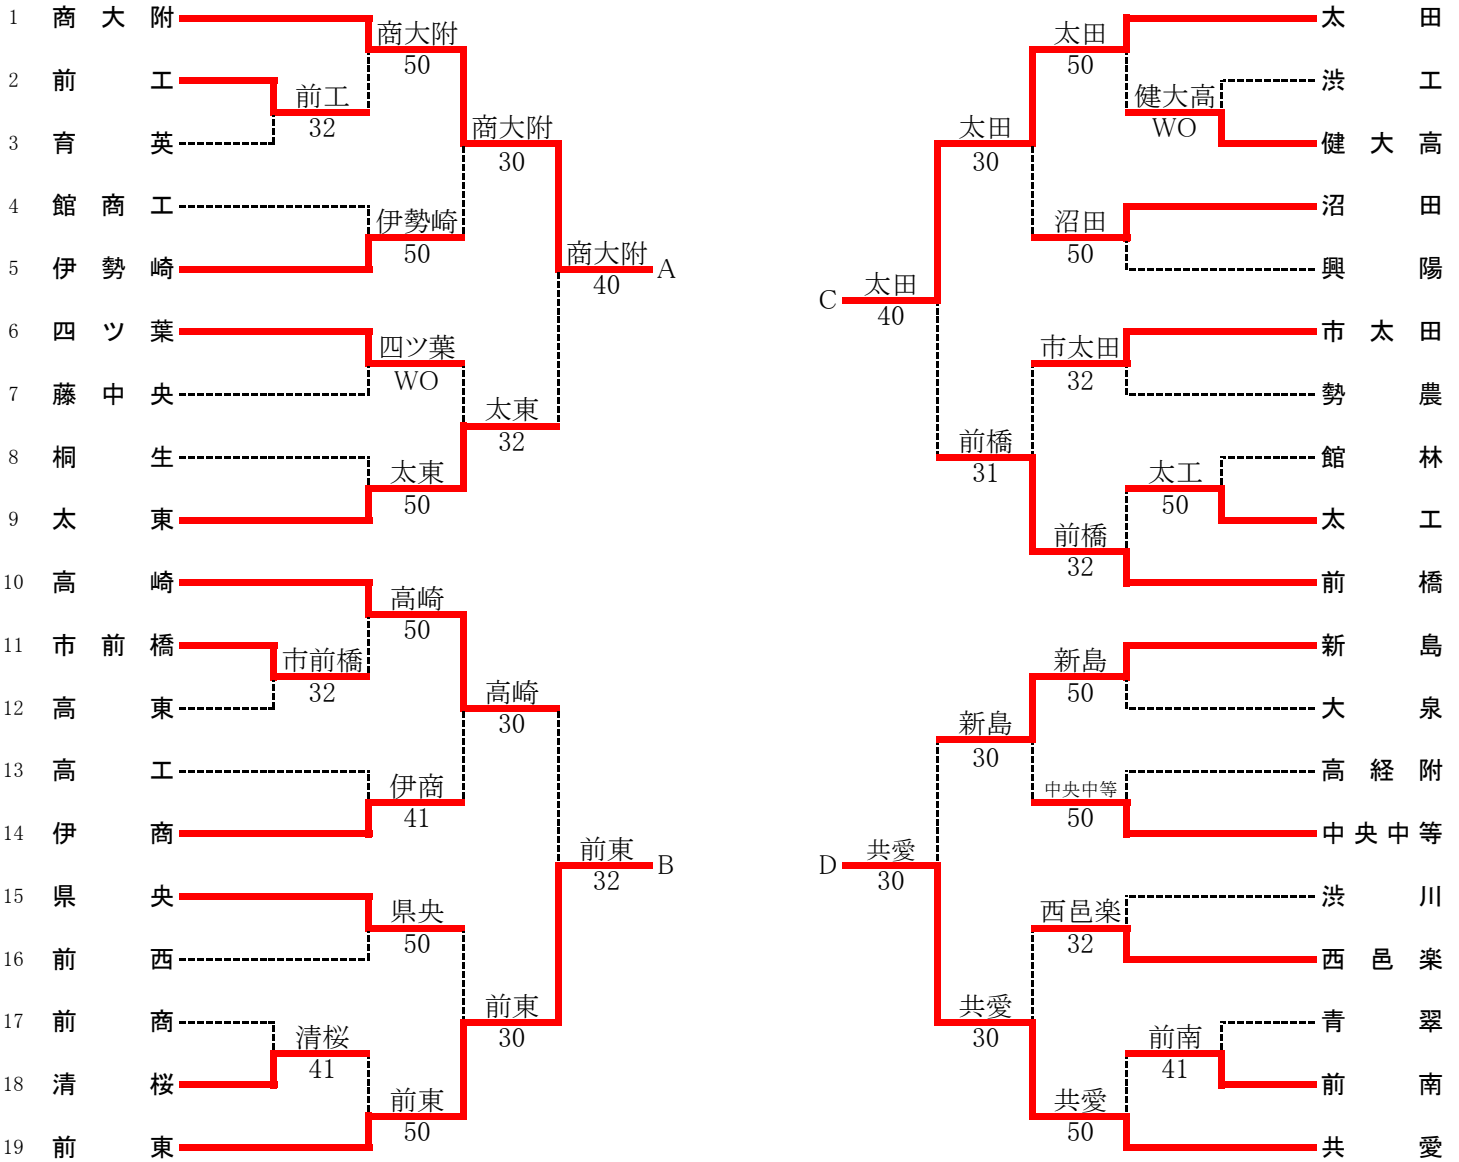 1 商大附
2 前工
3 育英
4 館商工
5 伊勢崎
6 四ツ葉
7 藤中央
8 桐生
9 太東
10 高崎
11 市前橋
12 高東
13 高工
14 伊商
15 県央
16 前西
17 前商
18 清桜
19 前東
前工
32
市前橋
32
清桜
41
商大附
50
伊勢崎
50
四ツ葉
WO
太東
50
高崎
50
伊商
41
県央
50
前東
50
商大附
30
太東
32
高崎
30
前東
30
商大附
40
A
前東
32
B
C
太田
40
D
共愛
30
太田
30
前橋
31
新島
30
共愛
30
太田
50
沼田
50
市太田
32
前橋
32
新島
50
中央中等
50
西邑楽
32
共愛
50
健大高
WO
太工
50
前南
41
太田
渋工
健大高
沼田
興陽
市太田
勢農
館林
太工
前橋
新島
大泉
高経附
中央中等
渋川
西邑楽
青翠
前南
共愛